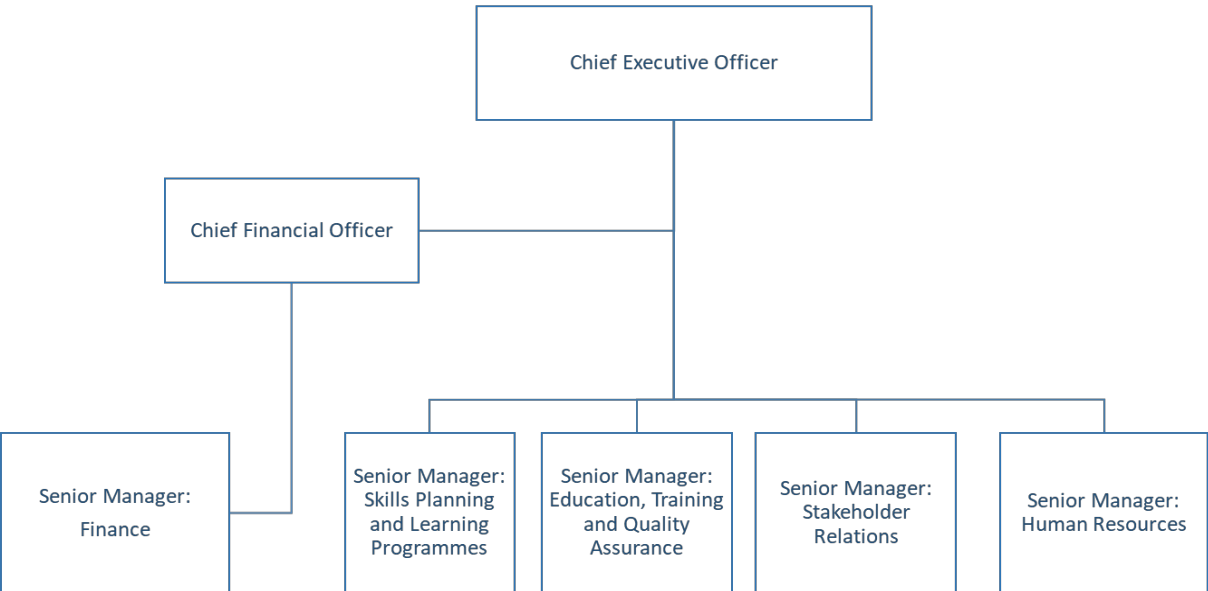 Chief Executive Officer
Chief Financial Officer
Senior Manager:
Finance
Senior Manager:
Skills Planning
and Learning
Programmes
Senior Manager:
Education, Training
and Quality
Assurance
Senior Manager:
Stakeholder
Relations
Senior Manager:
Human Resources